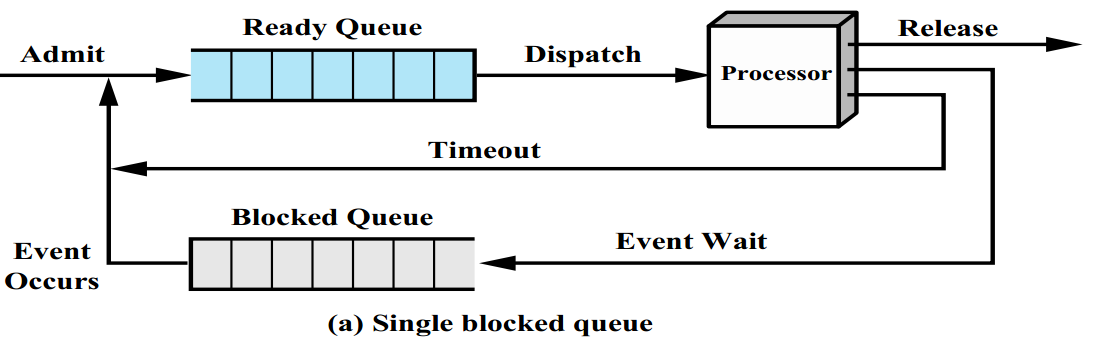 Ready Queue
Release
Admit
Dispatch
Processor
Timeout
Blocked Queue
Event Wait
Event
Occurs
(a) Single blocked queue